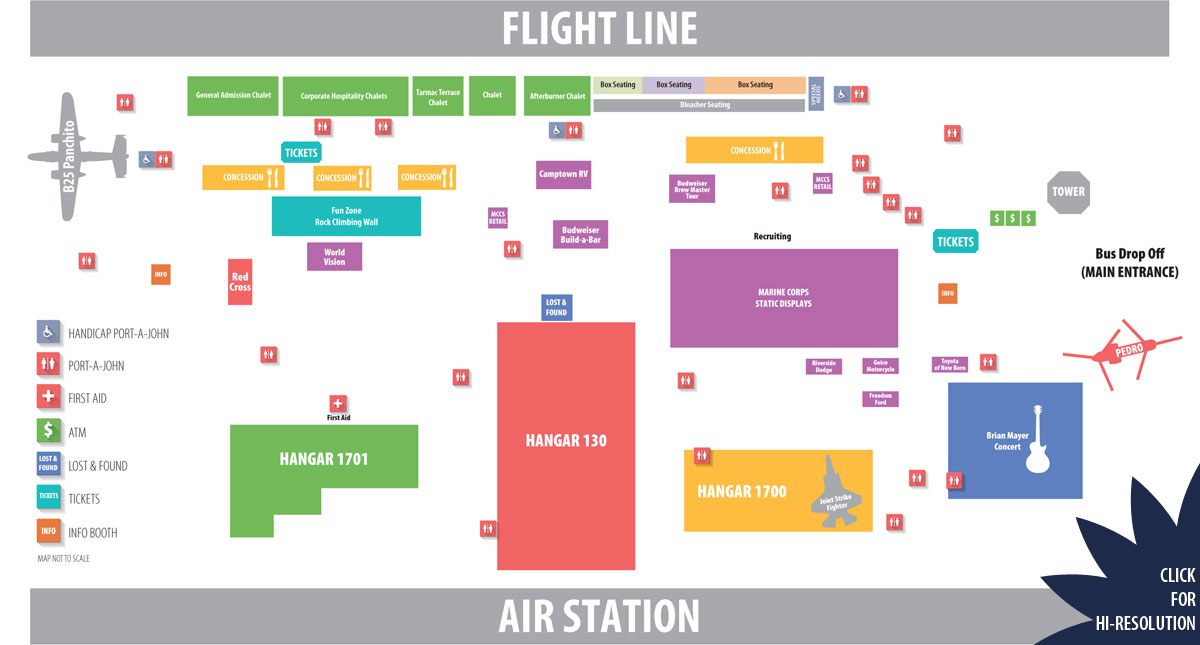 FLIGHT LINE
General Admission Chalet
Corporate Hospitality Chalets
Tarmac Terrace
Chalet
Chalet
Afterburner Chalet
Box Seating
Box Seating
Box Seating
Bleacher Seating
SPECIAL
NEEDS
B25 Panchito
TICKETS
CONCESSION
CONCESSION
CONCESSION
CONCESSION
Camptown RV
Budweiser
Brew Master
Tour
MCCS
RETAIL
TOWER
Fun Zone
Rock Climbing Wall
MCCS
RETAIL
Budweiser
Build-a-Bar
Recruiting
$ $ $
TICKETS
World
Vision
Bus Drop Off
(MAIN ENTRANCE)
INFO
Red
Cross
MARINE CORPS
STATIC DISPLAYS
INFO
LOST &
FOUND
HANDICAP PORT-A-JOHN
PORT-A-JOHN
FIRST AID
$ ATM
LOST &
FOUND
LOST & FOUND
TICKETS TICKETS
INFO INFO BOOTH
MAP NOT TO SCALE
PEDRO
Riverside
Dodge
Geico
Motorcycle
Toyota
of New Bern
Freedom
Ford
First Aid
HANGAR 1701
HANGAR 130
HANGAR 1700
Joint Strike
Fighter
Brian Mayer
Concert
CLICK
FOR
HI-RESOLUTION
AIR STATION